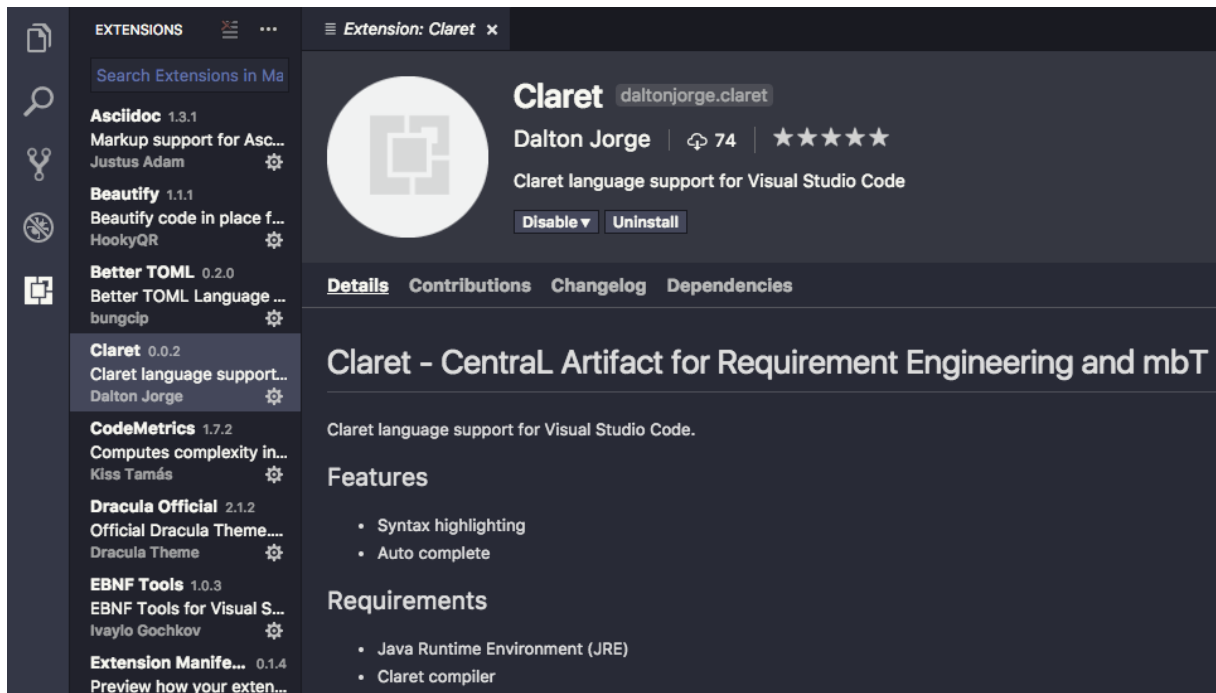 EXTENSIONS
Search Extensions in Ma
Asciidoc 1.3.1
Markup support for Asc...
Justus Adam
Beautify 1.1.1
Beautify code in place f...
HookyQR
Better TOML 0.2.0
Better TOML Language ...
bungcip
Claret 0.0.2
Claret language support...
Dalton Jorge
CodeMetrics 1.7.2
Computes complexity in...
Kiss Tamás
Dracula Official 2.1.2
Official Dracula Theme....
Dracula Theme
EBNF Tools 1.0.3
EBNF Tools for Visual S...
Ivaylo Gochkov
Extension Manife... 0.1.4
Preview how your exten...
Extension: Claret ×
Claret daltonjorge.claret
Dalton Jorge 74 ★★★★★
Claret language support for Visual Studio Code
Disable▼ Uninstall
Details Contributions Changelog Dependencies
Claret - CentraL Artifact for Requirement Engineering and mbT
Claret language support for Visual Studio Code.
Features
• Syntax highlighting
• Auto complete
Requirements
• Java Runtime Environment (JRE)
• Claret compiler